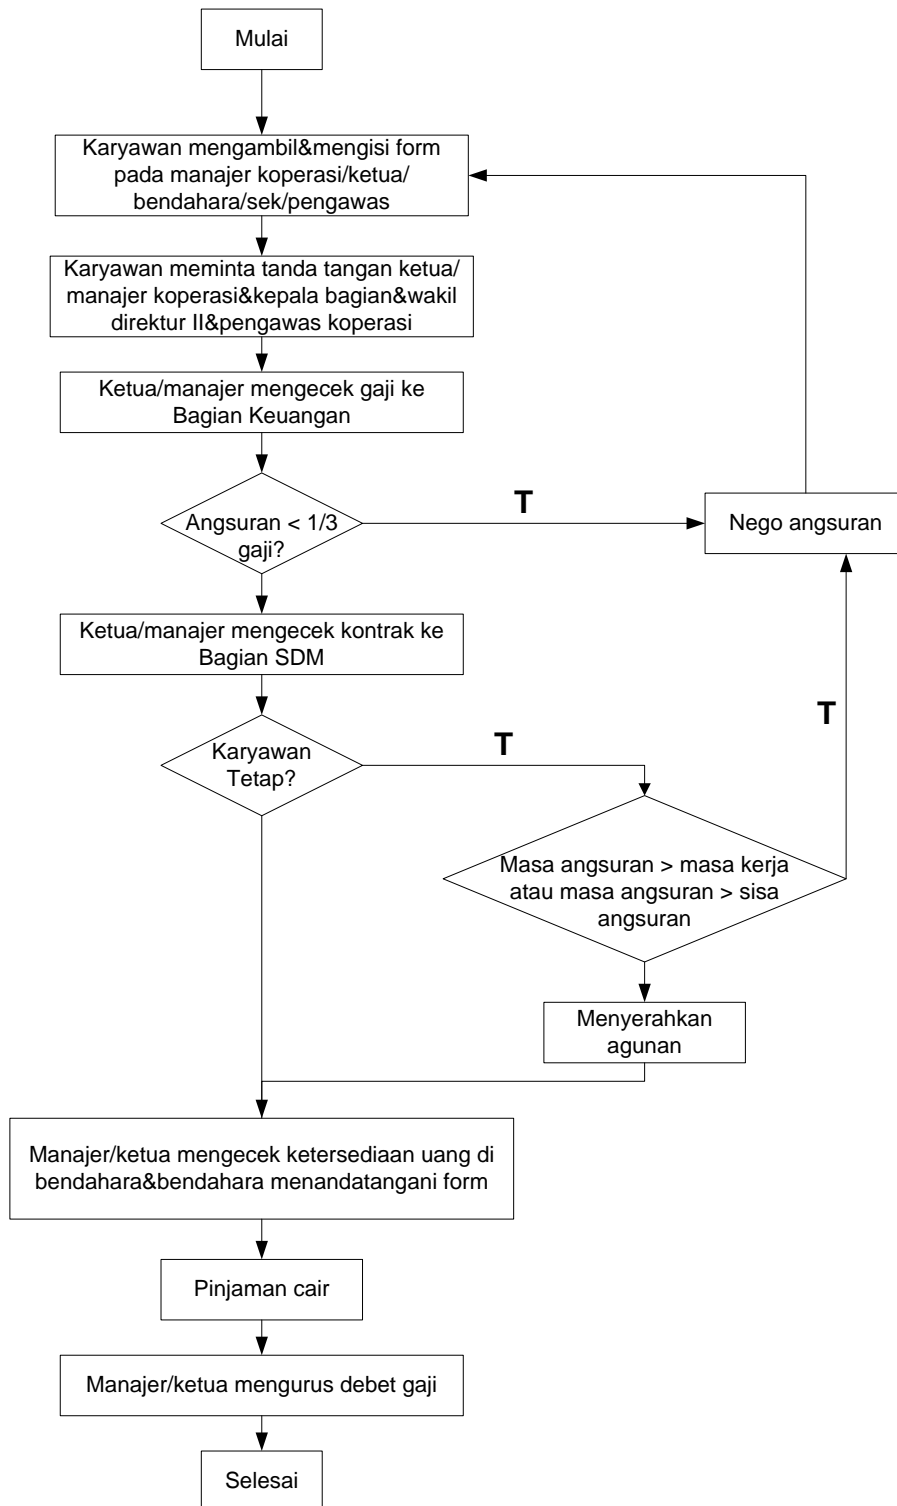 Mulai
Karyawan mengambil&mengisi form
pada manajer koperasi/ketua/
bendahara/sek/pengawas
Karyawan meminta tanda tangan ketua/
manajer koperasi&kepala bagian&wakil
direktur II&pengawas koperasi
Ketua/manajer mengecek gaji ke
Bagian Keuangan
Angsuran < 1/3
gaji?
T
Nego angsuran
Ketua/manajer mengecek kontrak ke
Bagian SDM
Karyawan
Tetap?
T
T
Masa angsuran > masa kerja
atau masa angsuran > sisa
angsuran
Menyerahkan
agunan
Manajer/ketua mengecek ketersediaan uang di
bendahara&bendahara menandatangani form
Pinjaman cair
Manajer/ketua mengurus debet gaji
Selesai